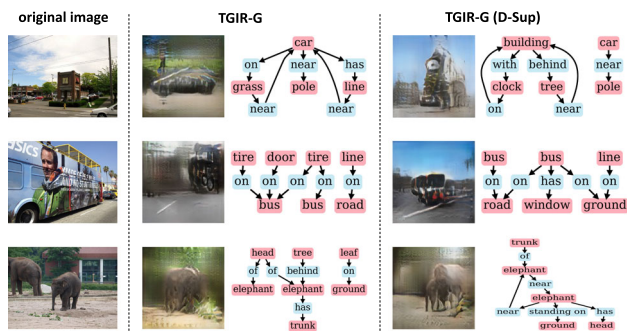 original image
TGIR-G
TGIR-G (D-Sup)
car
on near has
grass pole line
near near
building car
with behind near
clock tree pole
on near
sics
tire door tire line
on on on on on
bus bus road
bus bus line
on on has on on
road window ground
head tree leaf
of of behind on
elephant elephant ground
has
trunk
trunk
of
elephant
near
elephant
near standing on has
ground head